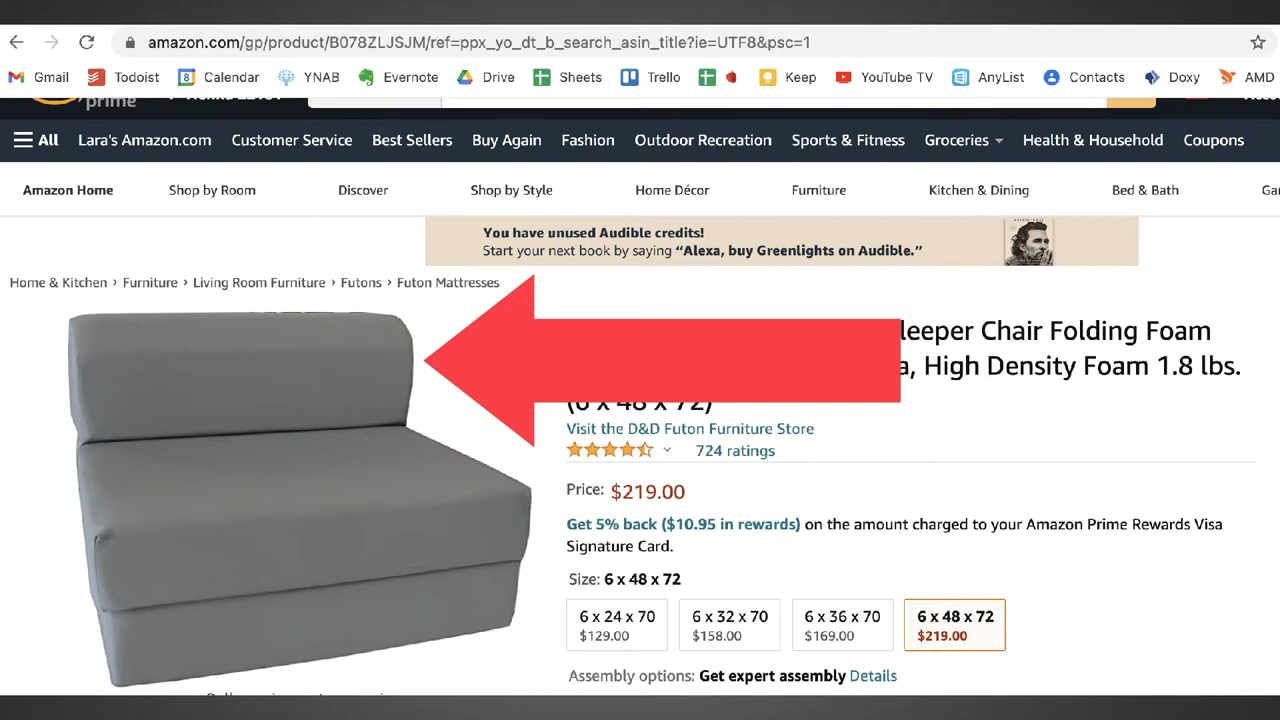 amazon.com/gp/product/B078ZLJSJM/ref=ppx_yo_dt_b_search_asin_title?ie=UTF8&psc=1
Gmail Todoist Calendar YNAB Evernote Drive Sheets Trello Keep YouTube TV AnyList Contacts Doxy AMD
prime
All Lara's Amazon.com Customer Service Best Sellers Buy Again Fashion Outdoor Recreation Sports & Fitness Groceries Health & Household Coupons
Amazon Home Shop by Room Discover Shop by Style Home Décor Furniture Kitchen & Dining Bed & Bath
You have unused Audible credits!
Start your next book by saying “Alexa, buy Greenlights on Audible.”
Home & Kitchen › Furniture › Living Room Furniture › Futons › Futon Mattresses
Chair Folding Foam
High Density Foam 1.8 lbs.
(6 x 48 x 72)
Visit the D&D Futon Furniture Store
724 ratings
Price: $219.00
Get 5% back ($10.95 in rewards) on the amount charged to your Amazon Prime Rewards Visa
Signature Card.
Size: 6 x 48 x 72
6 x 24 x 70 6 x 32 x 70 6 x 36 x 70 6 x 48 x 72
$129.00 $158.00 $169.00 $219.00
Assembly options: Get expert assembly Details